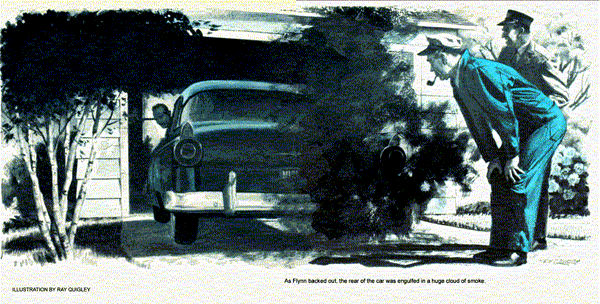 As Flynn backed out, the rear of the car was engulfed in a huge cloud of smoke.
ILLUSTRATION BY RAY QUIGLEY